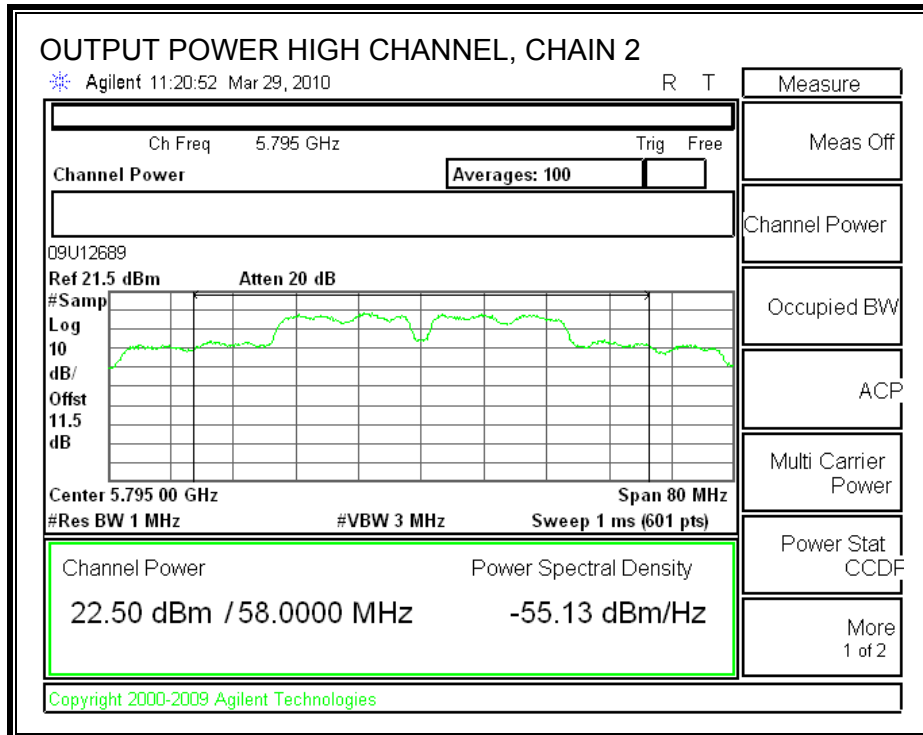 OUTPUT POWER HIGH CHANNEL, CHAIN 2
Agilent 11:20:52 Mar 29, 2010 R T
Measure
Ch Freq 5.795 GHz Trig Free
Channel Power Averages: 100
09U12689
Ref 21.5 dBm Atten 20 dB
#Samp
Log
10
dB/
Offst
11.5
dB
Center 5.795 00 GHz Span 80 MHz
#Res BW 1 MHz #VBW 3 MHz Sweep 1 ms (601 pts)
Channel Power Power Spectral Density
22.50 dBm / 58.0000 MHz -55.13 dBm/Hz
Meas Off
Channel Power
Occupied BW
ACP
Multi Carrier
Power
Power Stat
CCDF
More
1 of 2
Copyright 2000-2009 Agilent Technologies